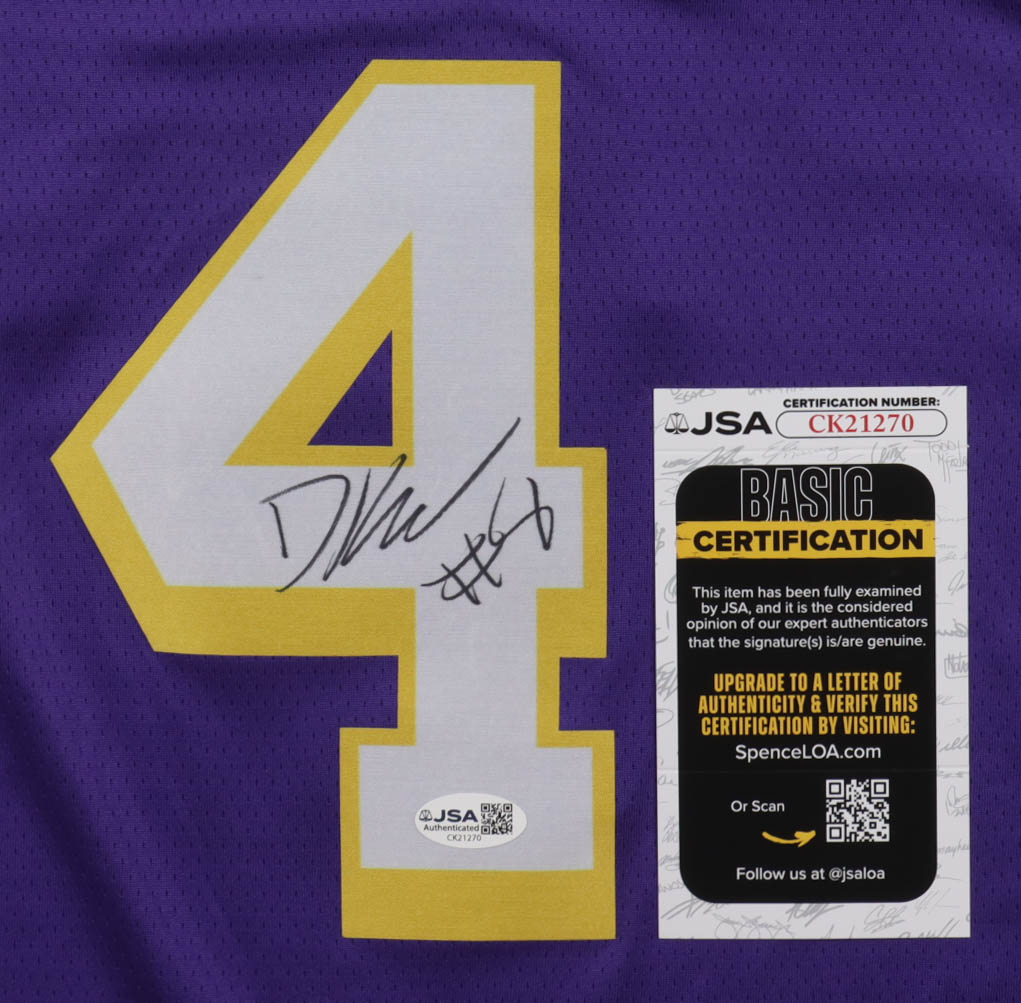 4
JSA
Authenticated
CK21270
JSA CERTIFICATION NUMBER:
CK21270
BASIC
CERTIFICATION
This item has been fully examined
by JSA, and it is the considered
opinion of our expert authenticators
that the signature(s) is/are genuine.
UPGRADE TO A LETTER OF
AUTHENTICITY & VERIFY THIS
CERTIFICATION BY VISITING:
SpenceLOA.com
Or Scan
Follow us at @jsaloa